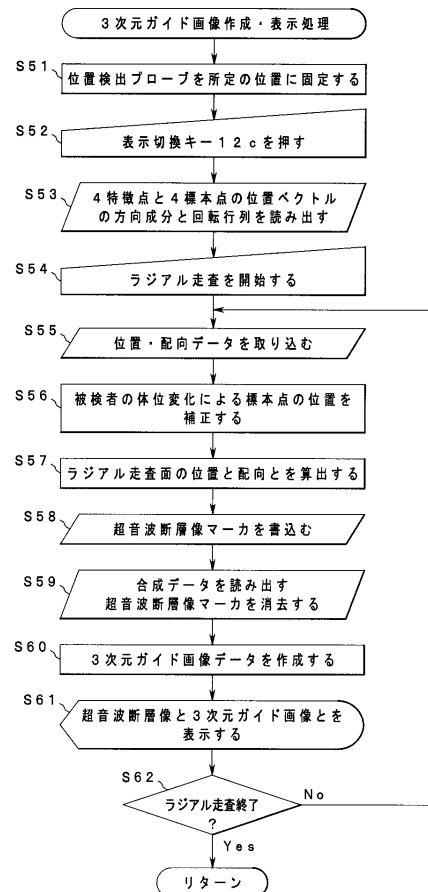 3次元ガイド画像作成・表示処理
S51
位置検出プローブを所定の位置に固定する
S52
表示切換キー12cを押す
S53
4特徴点と4標本点の位置ベクトル
の方向成分と回転行列を読み出す
S54
ラジアル走査を開始する
S55
位置・配向データを取り込む
S56
被検者の体位変化による標本点の位置を
補正する
S57
ラジアル走査面の位置と配向とを算出する
S58
超音波断層像マーカを書込む
S59
合成データを読み出す
超音波断層像マーカを消去する
S60
3次元ガイド画像データを作成する
S61
超音波断層像と3次元ガイド画像とを
表示する
S62
ラジアル走査終了
?
No
Yes
リターン